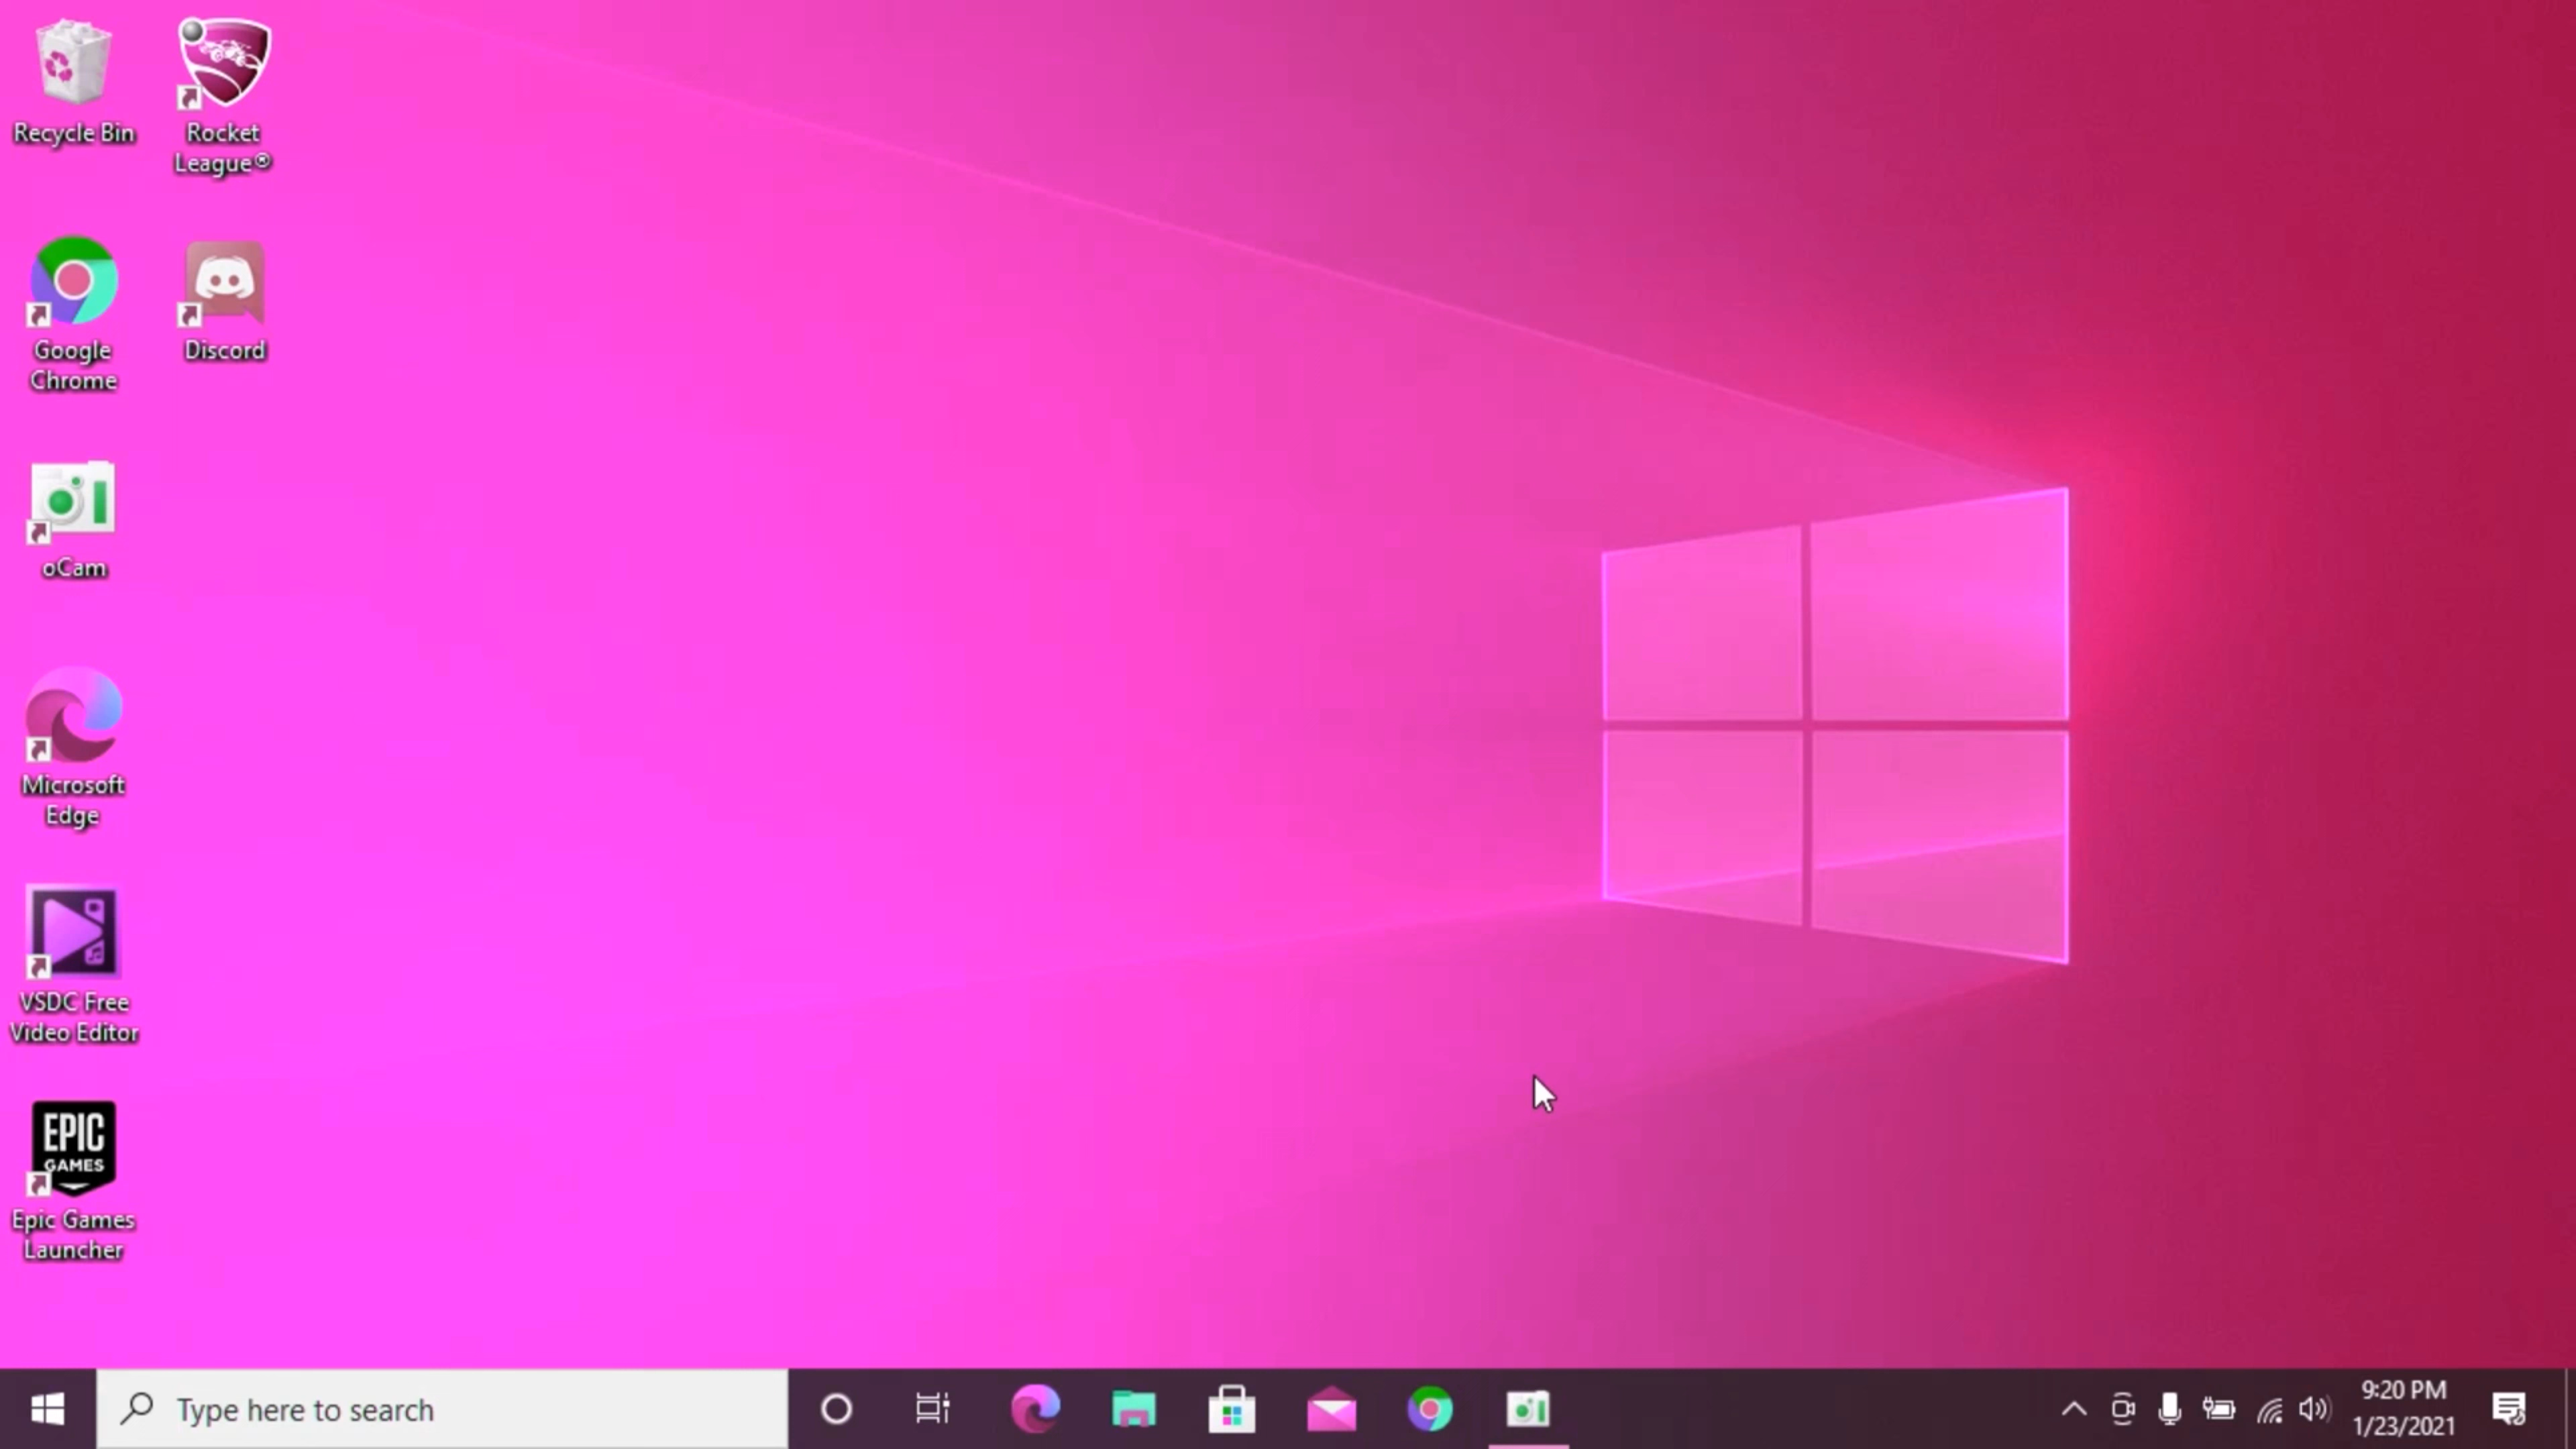 Recycle Bin
Rocket
League®
Google
Chrome
Discord
oCam
Microsoft
Edge
VSDC Free
Video Editor
EPIC
GAMES
Epic Games
Launcher
Type here to search
9:20 PM
1/23/2021